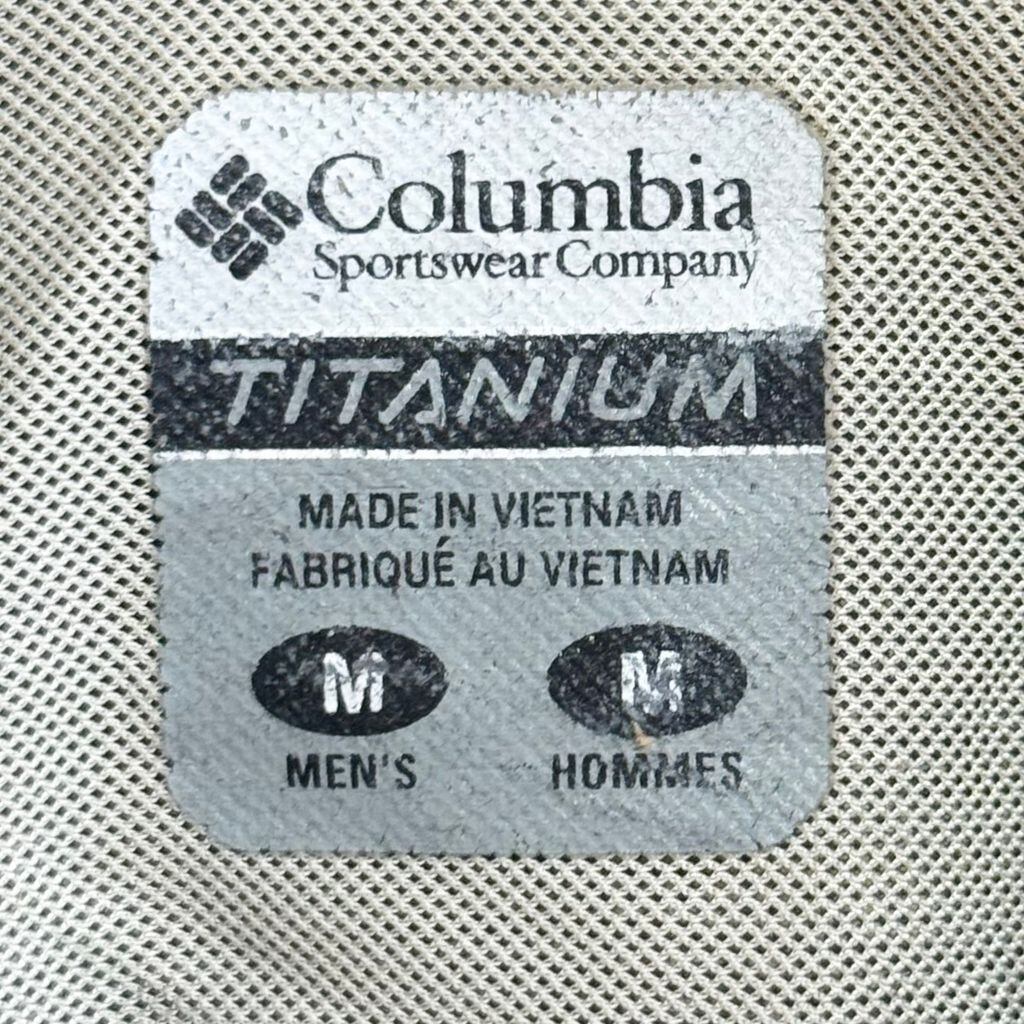 Columbia
Sportswear Company
TITANIUM
MADE IN VIETNAM
FABRIQUÉ AU VIETNAM
M M
MEN'S HOMMES